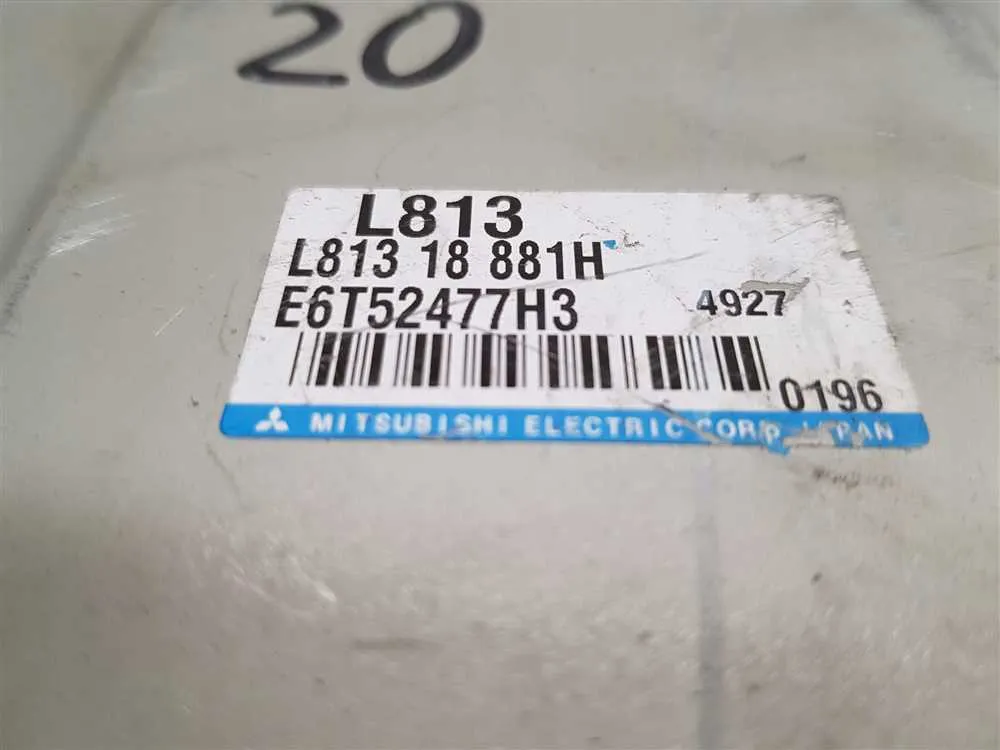 20
L813
L813 18 881H
E6T52477H3 4927
0196
MITSUBISHI ELECTRIC CORP. JAPAN